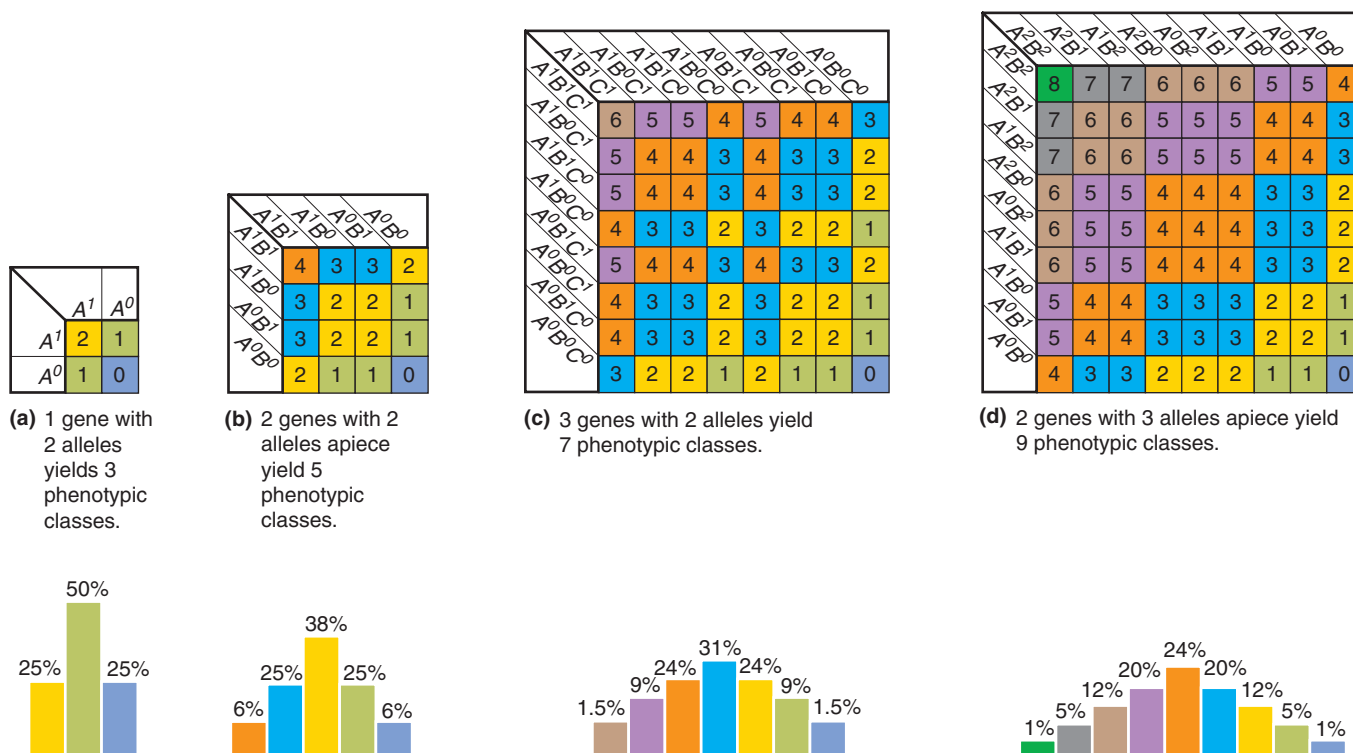 A¹ A⁰
A¹ 2 1
A⁰ 1 0
(a) 1 gene with
2 alleles
yields 3
phenotypic
classes.
A¹B¹ A¹B⁰ A⁰B¹ A⁰B⁰
A¹B¹ 4 3 3 2
A¹B⁰ 3 2 2 1
A⁰B¹ 3 2 2 1
A⁰B⁰ 2 1 1 0
(b) 2 genes with 2
alleles apiece
yield 5
phenotypic
classes.
A¹B¹C¹ A¹B⁰C¹ A¹B¹C⁰ A¹B⁰C⁰ A⁰B¹C¹ A⁰B⁰C¹ A⁰B¹C⁰ A⁰B⁰C⁰
A¹B¹C¹ 6 5 5 4 5 4 4 3
A¹B⁰C¹ 5 4 4 3 4 3 3 2
A¹B¹C⁰ 5 4 4 3 4 3 3 2
A¹B⁰C⁰ 4 3 3 2 3 2 2 1
A⁰B¹C¹ 5 4 4 3 4 3 3 2
A⁰B⁰C¹ 4 3 3 2 3 2 2 1
A⁰B¹C⁰ 4 3 3 2 3 2 2 1
A⁰B⁰C⁰ 3 2 2 1 2 1 1 0
(c) 3 genes with 2 alleles yield
7 phenotypic classes.
A²B² A²B¹ A¹B² A²B⁰ A⁰B² A¹B¹ A¹B⁰ A⁰B¹ A⁰B⁰
A²B² 8 7 7 6 6 6 5 5 4
A²B¹ 7 6 6 5 5 5 4 4 3
A¹B² 7 6 6 5 5 5 4 4 3
A²B⁰ 6 5 5 4 4 4 3 3 2
A⁰B² 6 5 5 4 4 4 3 3 2
A¹B¹ 6 5 5 4 4 4 3 3 2
A¹B⁰ 5 4 4 3 3 3 2 2 1
A⁰B¹ 5 4 4 3 3 3 2 2 1
A⁰B⁰ 4 3 3 2 2 2 1 1 0
(d) 2 genes with 3 alleles apiece yield
9 phenotypic classes.
25% 50% 25%
6% 25% 38% 25% 6%
1.5% 9% 24% 31% 24% 9% 1.5%
1% 5% 12% 20% 24% 20% 12% 5% 1%